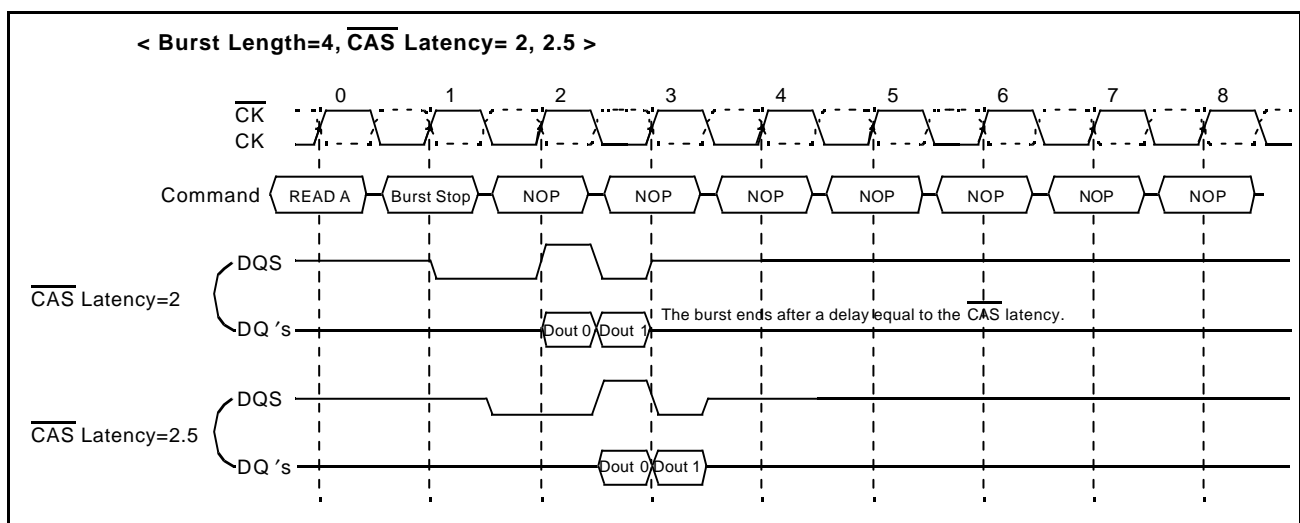 < Burst Length=4, CAS Latency= 2, 2.5 >
0 1 2 3 4 5 6 7 8
CK
CK
Command READ A Burst Stop NOP NOP NOP NOP NOP NOP NOP
DQS
CAS Latency=2
The burst ends after a delay equal to the CAS latency.
DQ 's Dout 0 Dout 1
DQS
CAS Latency=2.5
DQ 's Dout 0 Dout 1